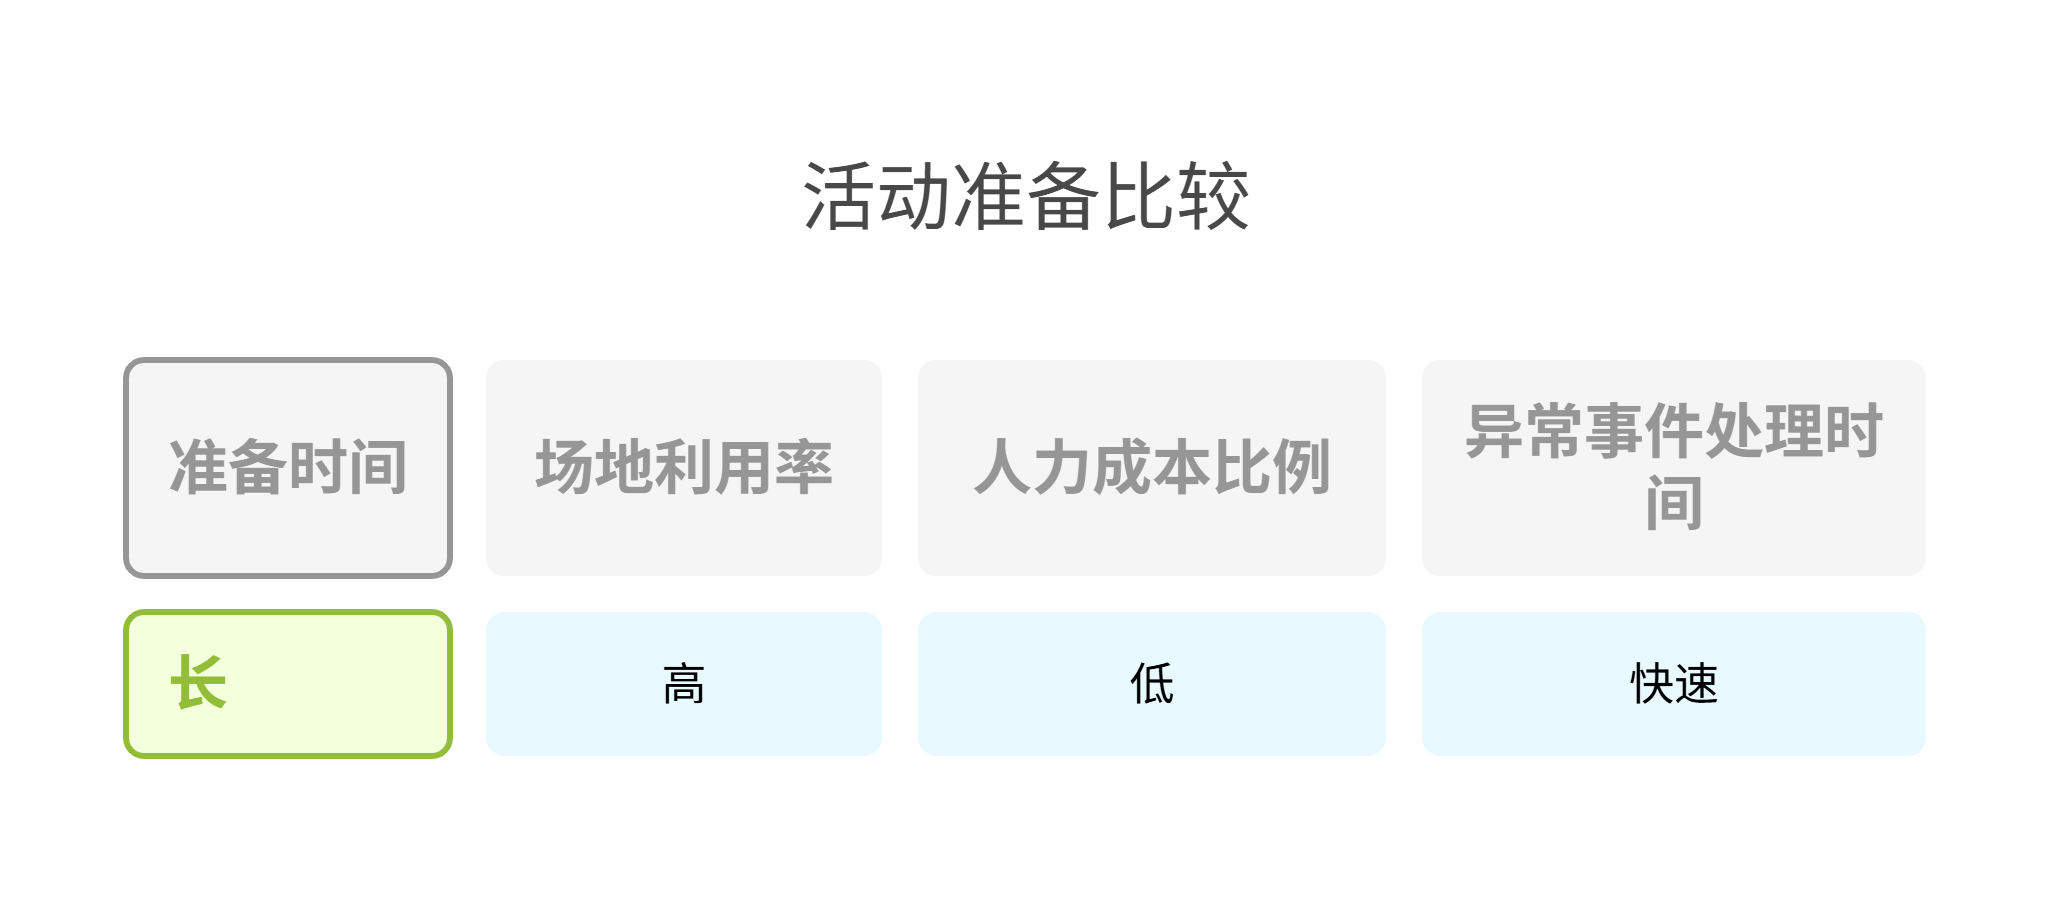 活动准备比较
准备时间
场地利用率
人力成本比例
异常事件处理时
间
长
高
低
快速